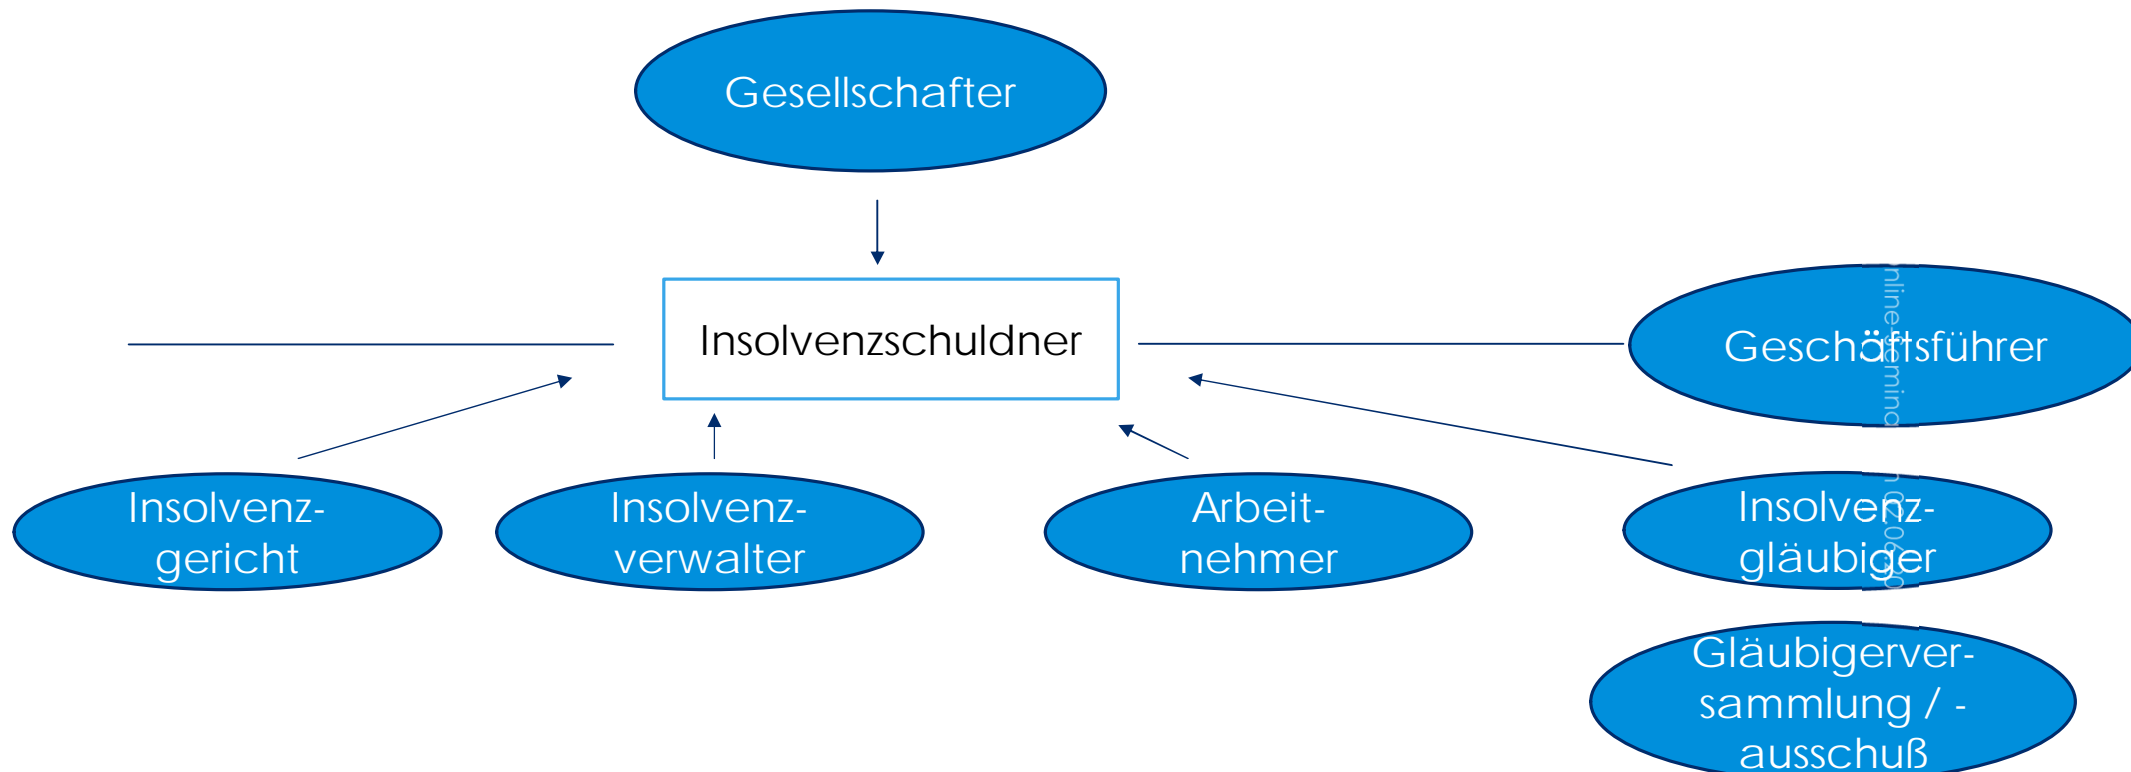 Gesellschafter
Insolvenzschuldner
Geschäftsführer
Insolvenz-
gericht
Insolvenz-
verwalter
Arbeit-
nehmer
Insolvenz-
gläubiger
Gläubigerver-
sammlung / -
ausschuß